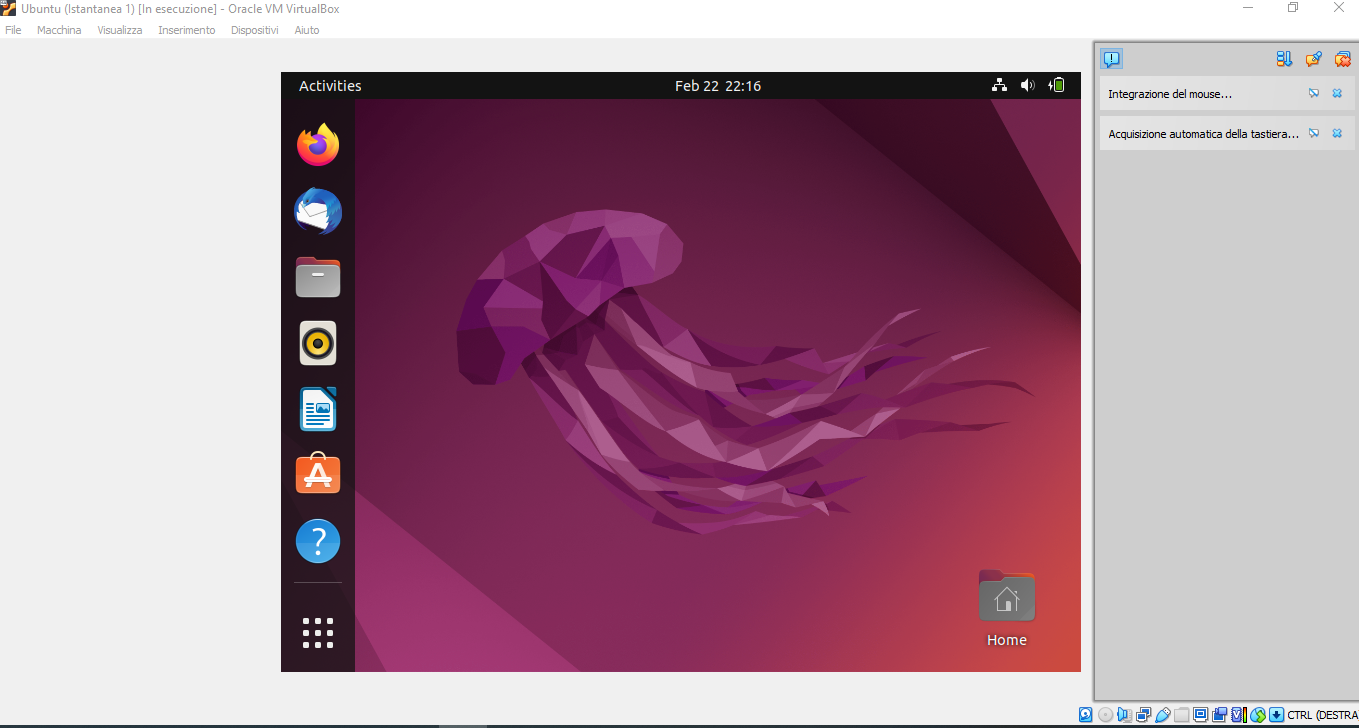 Ubuntu (Istantanea 1) [In esecuzione] - Oracle VM VirtualBox
File Macchina Visualizza Inserimento Dispositivi Aiuto
Activities Feb 22 22:16
Integrazione del mouse...
Acquisizione automatica della tastiera...
Home
CTRL (DESTRA